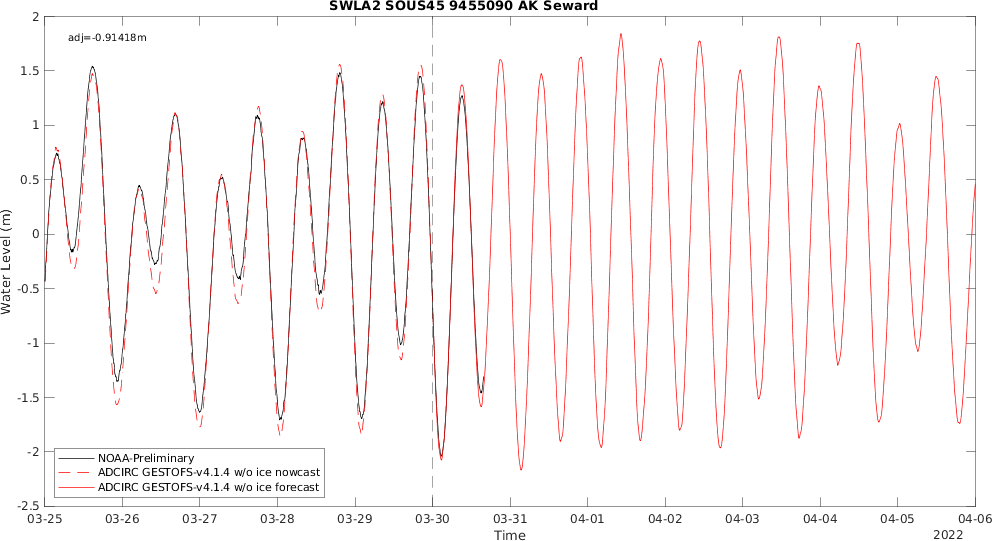 SWLA2 SOUS45 9455090 AK Seward
adj=-0.91418m
2
1.5
1
0.5
0
-0.5
-1
-1.5
-2
-2.5
Water Level (m)
NOAA-Preliminary
ADCIRC GESTOFS-v4.1.4 w/o ice nowcast
ADCIRC GESTOFS-v4.1.4 w/o ice forecast
03-25 03-26 03-27 03-28 03-29 03-30 03-31 04-01 04-02 04-03 04-04 04-05 04-06
Time
2022